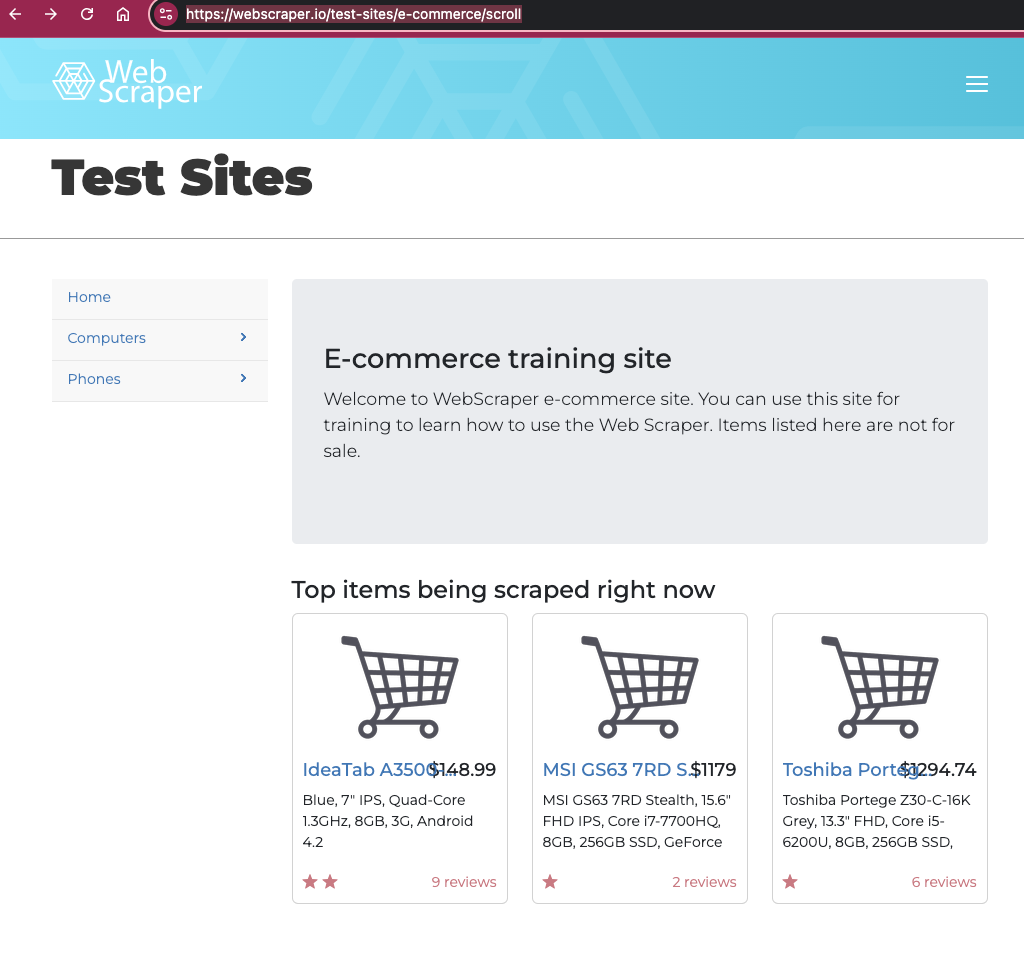 https://webscraper.io/test-sites/e-commerce/scroll
Web
Scraper
Test Sites
Home
Computers
Phones
E-commerce training site
Welcome to WebScraper e-commerce site. You can use this site for
training to learn how to use the Web Scraper. Items listed here are not for
sale.
Top items being scraped right now
IdeaTab A3500-... $148.99
Blue, 7" IPS, Quad-Core
1.3GHz, 8GB, 3G, Android
4.2
9 reviews
MSI GS63 7RD S... $1179
MSI GS63 7RD Stealth, 15.6"
FHD IPS, Core i7-7700HQ,
8GB, 256GB SSD, GeForce
2 reviews
Toshiba Porteg... $1294.74
Toshiba Portege Z30-C-16K
Grey, 13.3" FHD, Core i5-
6200U, 8GB, 256GB SSD,
6 reviews